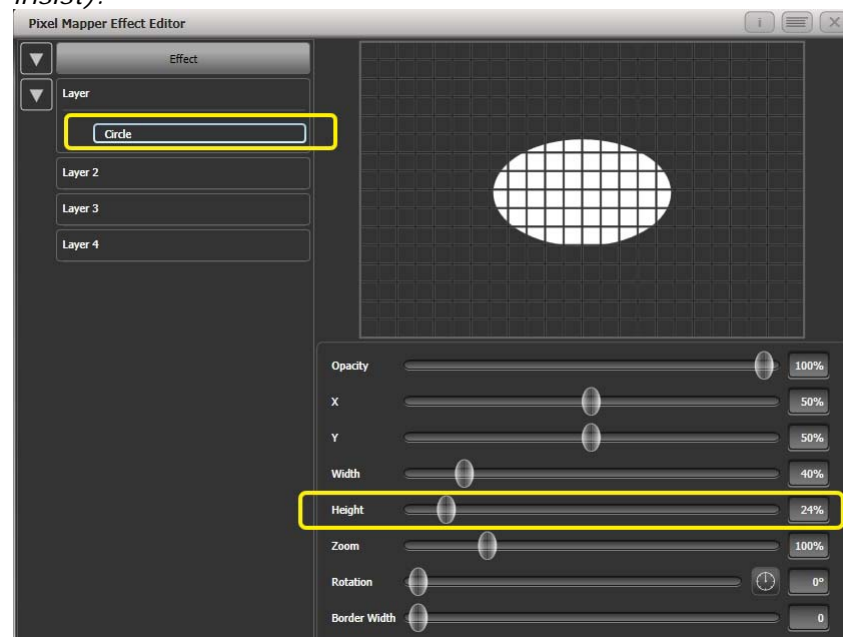 insist).
Pixel Mapper Effect Editor
i
Effect
Layer
Circle
Layer 2
Layer 3
Layer 4
Opacity 100%
X 50%
Y 50%
Width 40%
Height 24%
Zoom 100%
Rotation 0°
Border Width 0